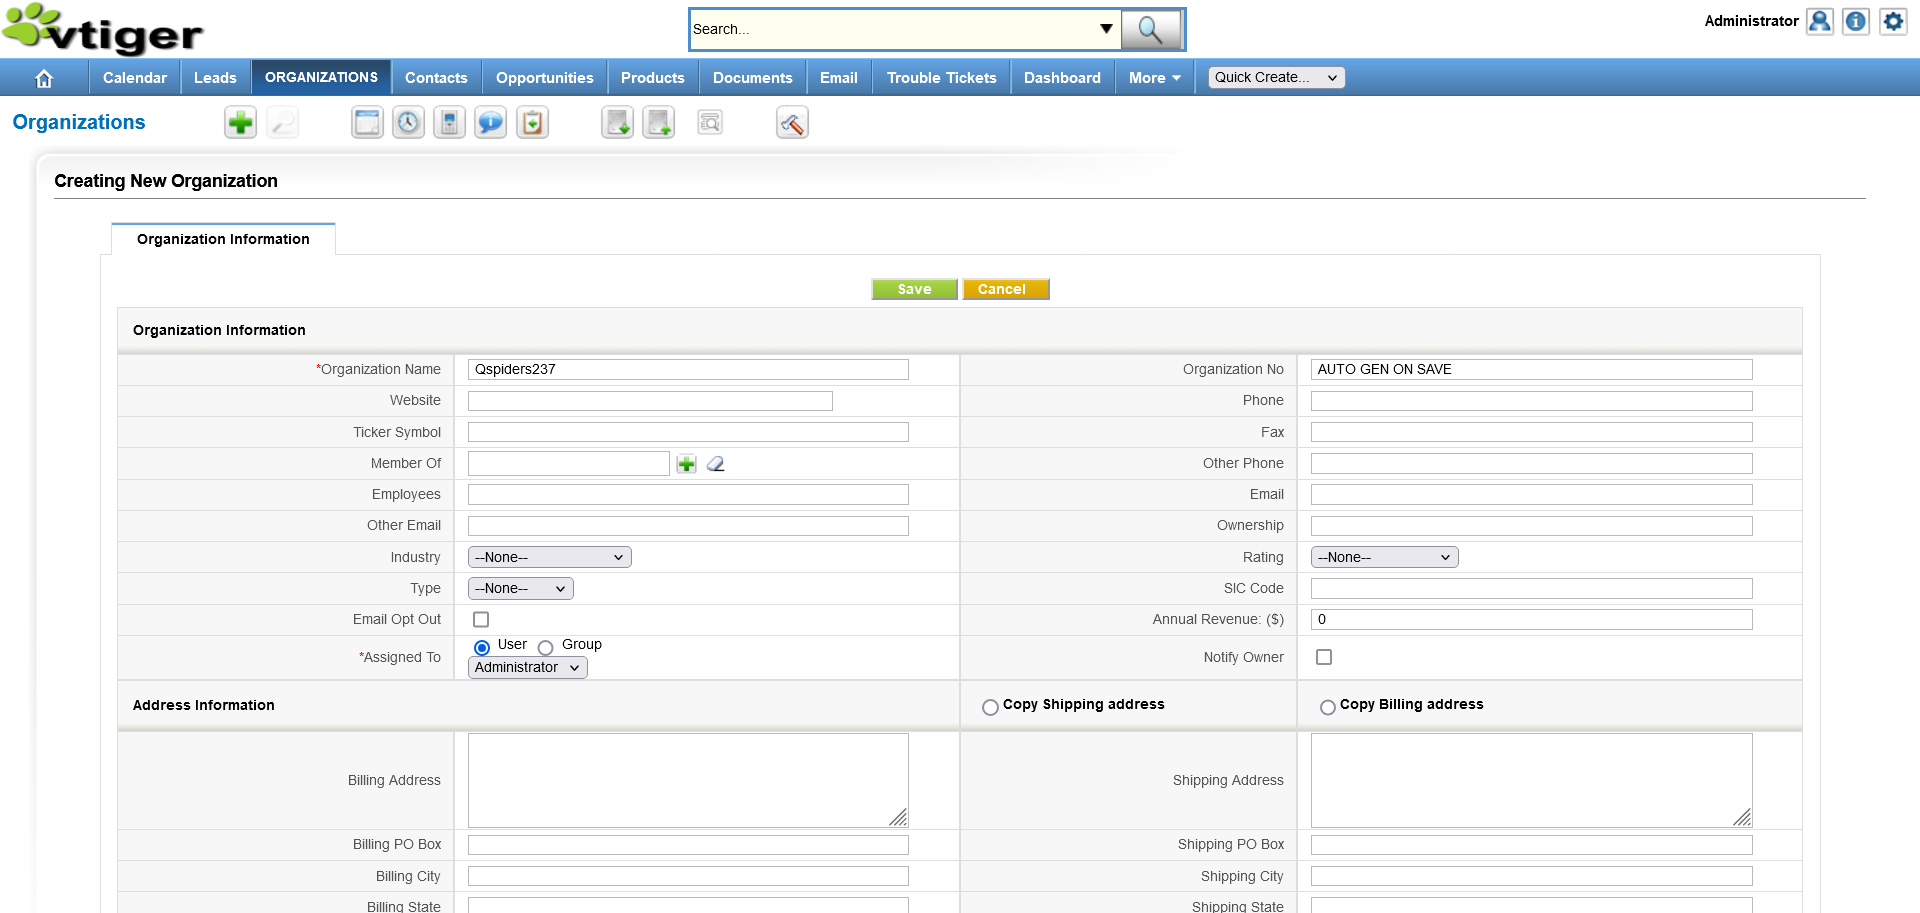 vtiger
Search...
Administrator
Calendar Leads ORGANIZATIONS Contacts Opportunities Products Documents Email Trouble Tickets Dashboard More Quick Create...
Organizations
Creating New Organization
Organization Information
Save Cancel
Organization Information
*Organization Name Qspiders237 Organization No AUTO GEN ON SAVE
Website Phone
Ticker Symbol Fax
Member Of Other Phone
Employees Email
Other Email Ownership
Industry --None-- Rating --None--
Type --None-- SIC Code
Email Opt Out Annual Revenue: ($) 0
*Assigned To User Group Administrator Notify Owner
Address Information Copy Shipping address Copy Billing address
Billing Address Shipping Address
Billing PO Box Shipping PO Box
Billing City Shipping City
Billing State Shipping State